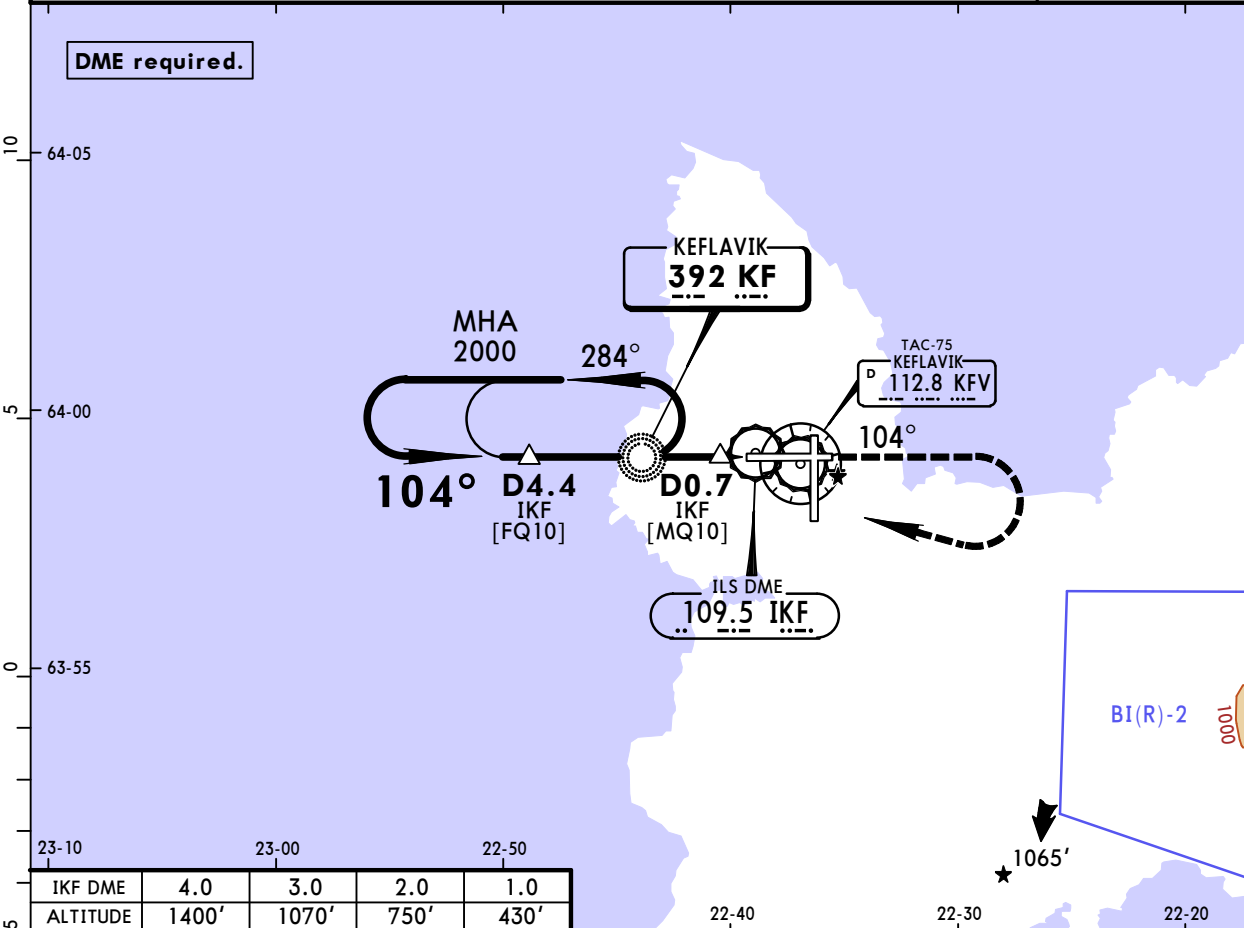 DME required.
10
64-05
KEFLAVIK
392 KF
MHA
2000
284°
TAC-75
KEFLAVIK
D 112.8 KFV
5
64-00
104°
104°
D4.4
IKF
[FQ10]
D0.7
IKF
[MQ10]
ILS DME
109.5 IKF
0
63-55
BI(R)-2
1000
23-10
23-00
22-50
1065'
IKF DME 4.0 3.0 2.0 1.0
ALTITUDE 1400' 1070' 750' 430'
5
22-40
22-30
22-20